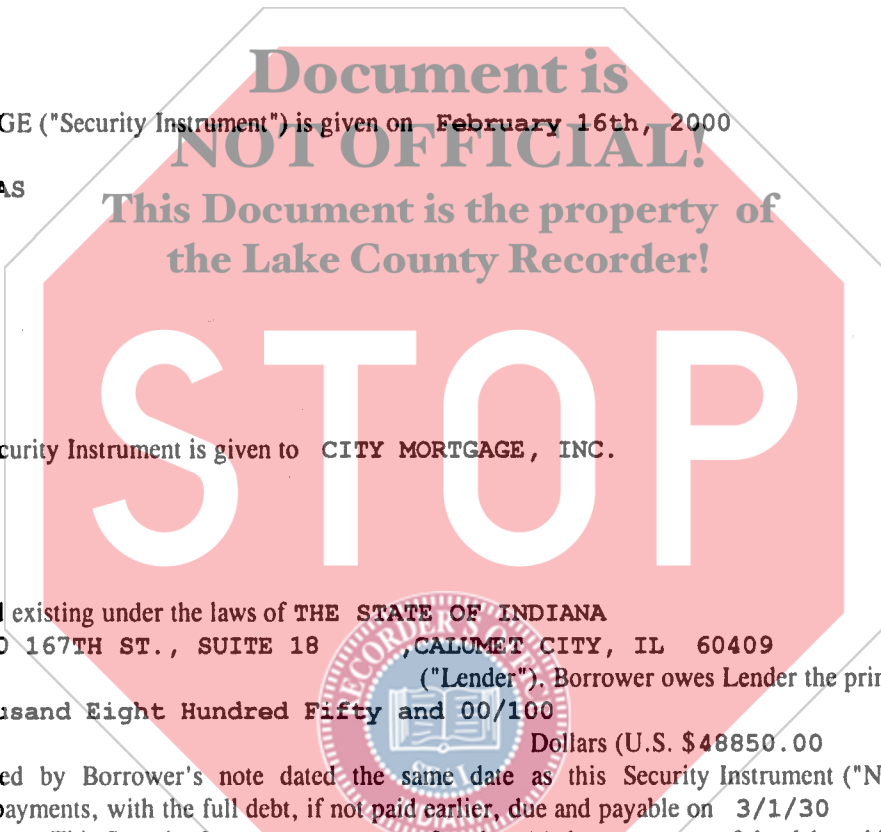 Document is
GE ("Security Instrument") is given on February 16th, 2000
NOT OFFICIAL!
AS
This Document is the property of
the Lake County Recorder!
STOP
curity Instrument is given to CITY MORTGAGE, INC.
existing under the laws of THE STATE OF INDIANA
167TH ST., SUITE 18 ,CALUMET CITY, IL 60409
("Lender"). Borrower owes Lender the prin
usand Eight Hundred Fifty and 00/100
Dollars (U.S. $48850.00
ed by Borrower's note dated the same date as this Security Instrument ("N
payments, with the full debt, if not paid earlier, due and payable on 3/1/30
RECORDER'S OFFICE
SEAL
INDIANA